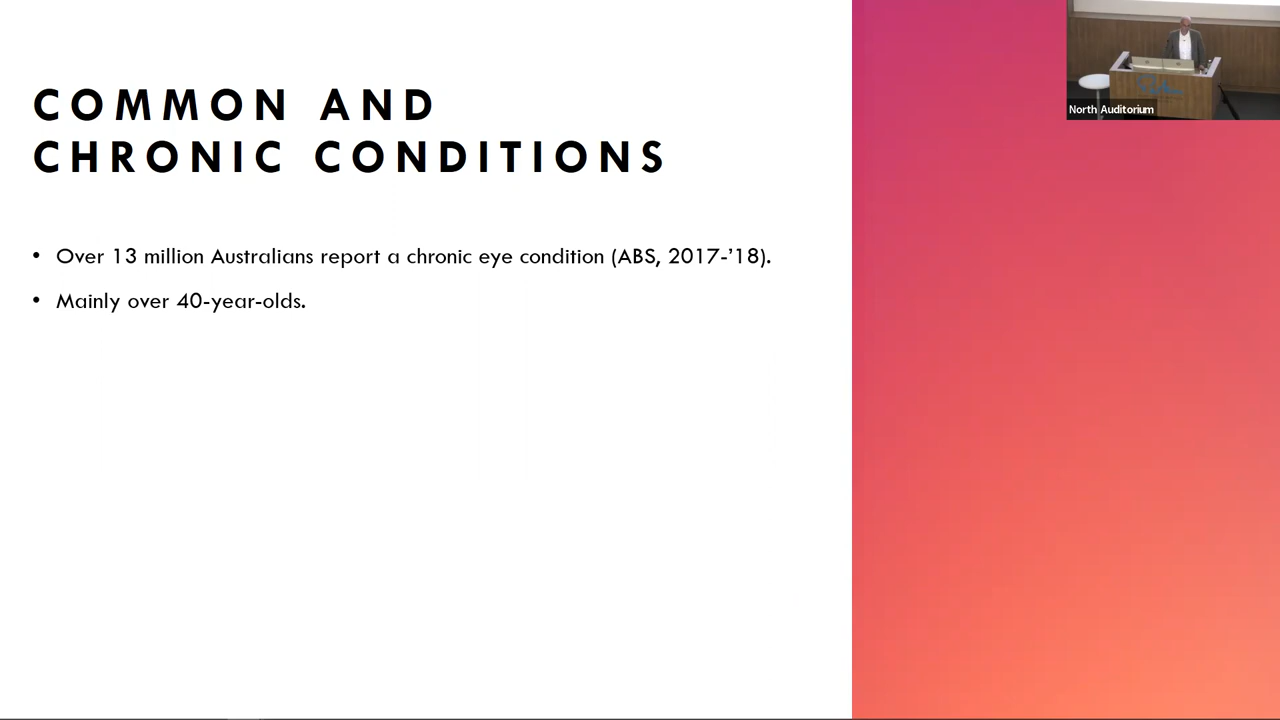 COMMON AND
CHRONIC CONDITIONS
• Over 13 million Australians report a chronic eye condition (ABS, 2017-’18).
• Mainly over 40-year-olds.
North Auditorium